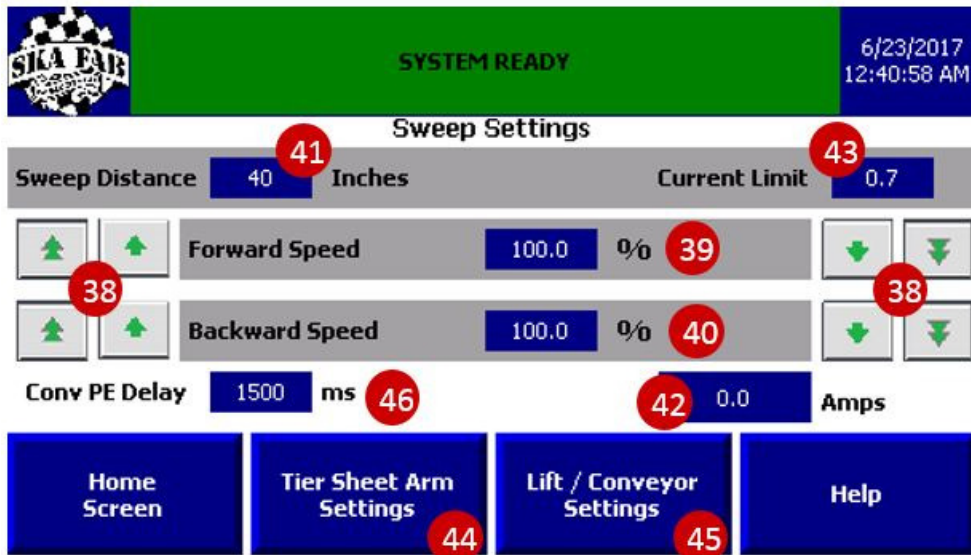 SKA FAB
SYSTEM READY
6/23/2017
12:40:58 AM
Sweep Settings
41
43
Sweep Distance 40 Inches Current Limit 0.7
Forward Speed 100.0 % 39
38 38
Backward Speed 100.0 % 40
Conv PE Delay 1500 ms 46 42 0.0 Amps
Home Screen
Tier Sheet Arm Settings 44
Lift / Conveyor Settings 45
Help